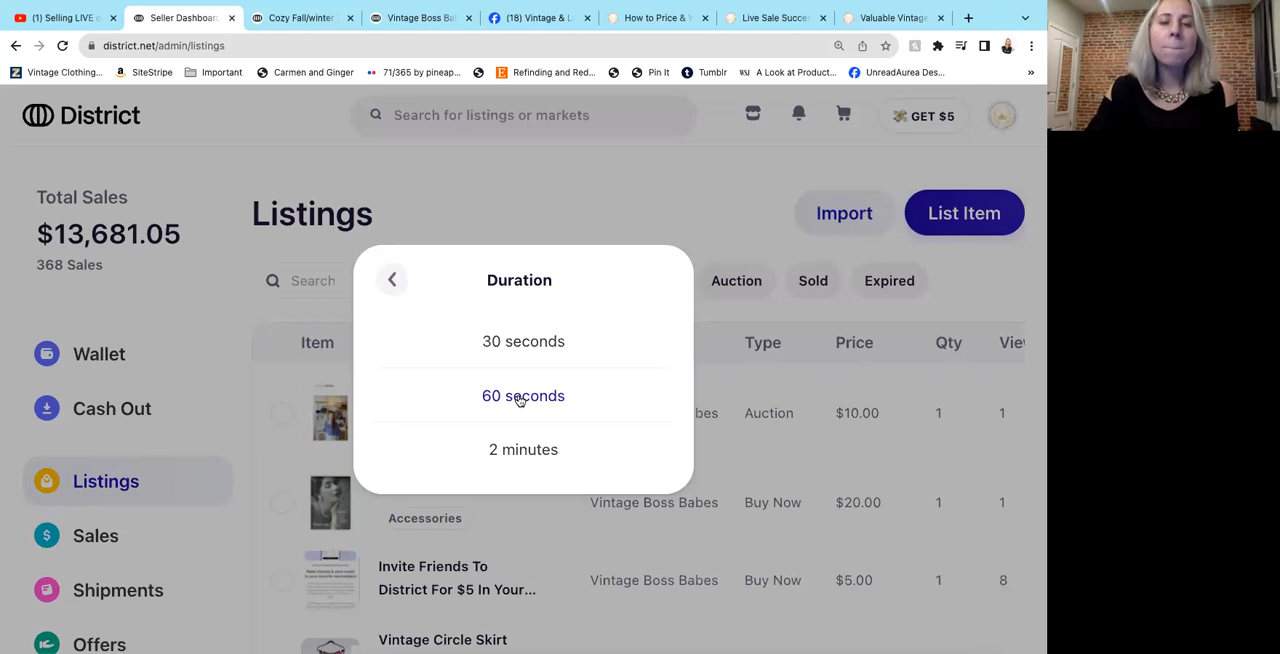 (1) Selling LIVE o
Seller Dashboard
Cozy Fall/winter
Vintage Boss Ba
(18) Vintage & L
How to Price &
Live Sale Succe
Valuable Vintage
district.net/admin/listings
Vintage Clothing...
SiteStripe
Important
Carmen and Ginger
71/365 by pineap...
Refinding and Red...
Pin It
Tumblr
WSJ
A Look at Product...
UnreadAurea Des...
»
District
Search for listings or markets
GET $5
Total Sales
$13,681.05
368 Sales
Wallet
Cash Out
Listings
Sales
Shipments
Offers
Listings
Import
List Item
Search
Auction
Sold
Expired
Item
Type
Price
Qty
Auction
$10.00
1
1
Accessories
Vintage Boss Babes
Buy Now
$20.00
1
1
Invite Friends To
District For $5 In Your...
Vintage Boss Babes
Buy Now
$5.00
1
8
Vintage Circle Skirt
Duration
30 seconds
60 seconds
2 minutes